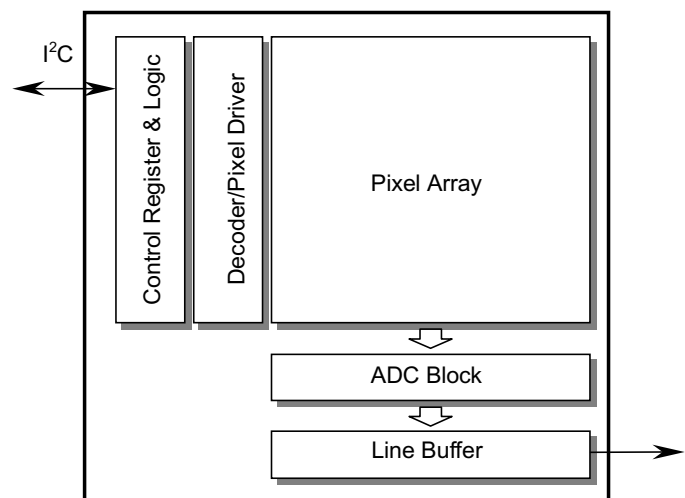 I²C
Control Register & Logic
Decoder/Pixel Driver
Pixel Array
ADC Block
Line Buffer